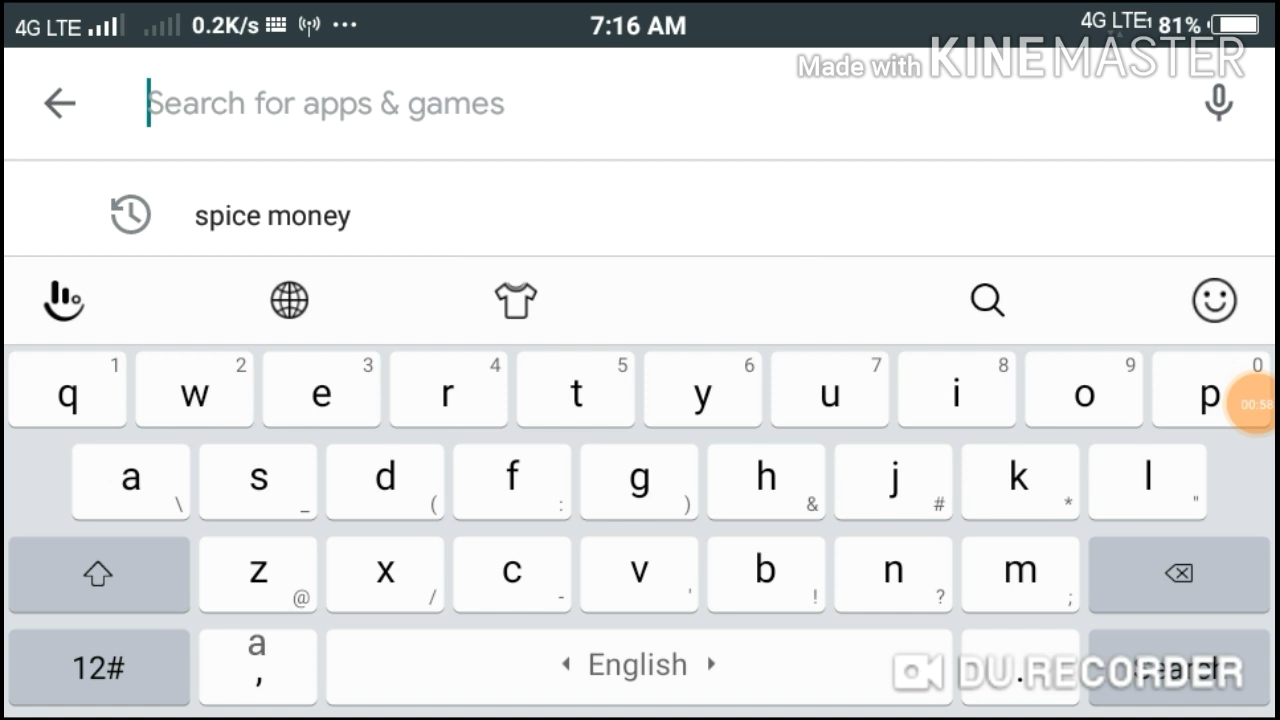 4G LTE 0.2K/s 7:16 AM 4G LTE 81%
Made with KINEMASTER
Search for apps & games
spice money
1 2 3 4 5 6 7 8 9 0
q w e r t y u i o p
00:58
a s d f g h j k l
\ _ ( : ) & # * "
z x c v b n m
@ / - ' ! ? ;
12# a , English . Search
DU.RECORDER